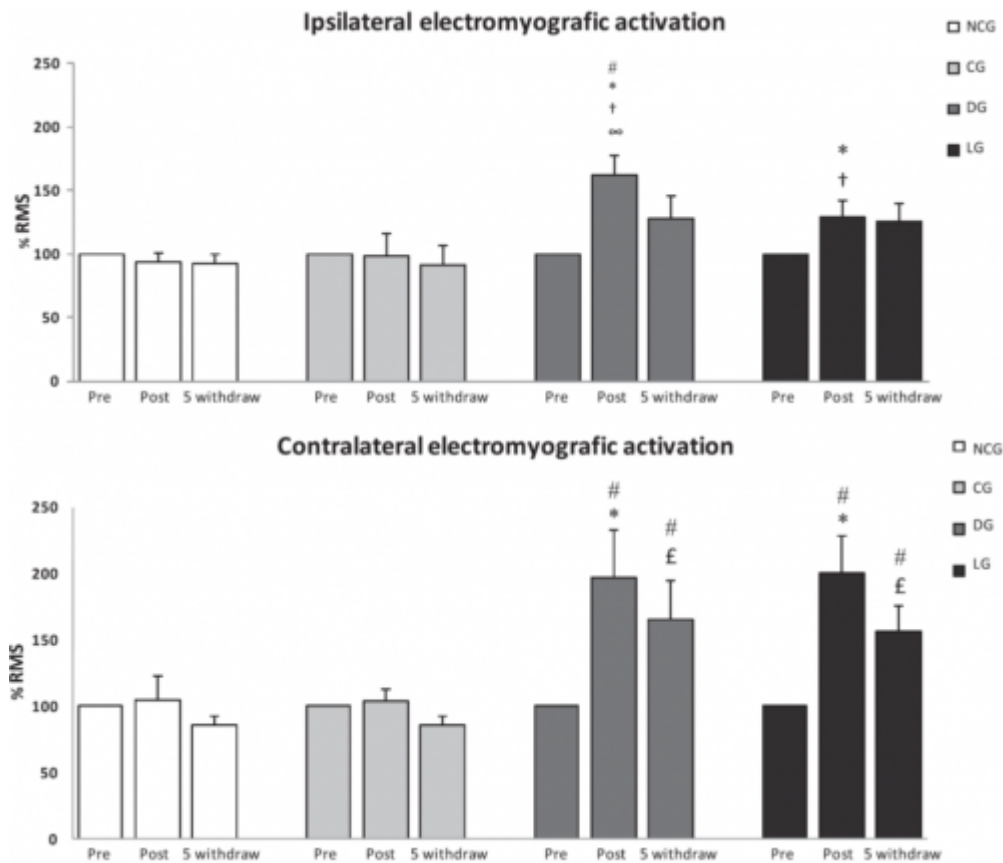 Ipsilateral electromyografic activation
NCG
CG
DG
LG
250
200
150
100
50
0
% RMS
#
*
†
∞
*
†
Pre Post 5 withdraw Pre Post 5 withdraw Pre Post 5 withdraw Pre Post 5 withdraw
Contralateral electromyografic activation
NCG
CG
DG
LG
250
200
150
100
50
0
% RMS
#
*
#
£
#
*
#
£
Pre Post 5 withdraw Pre Post 5 withdraw Pre Post 5 withdraw Pre Post 5 withdraw